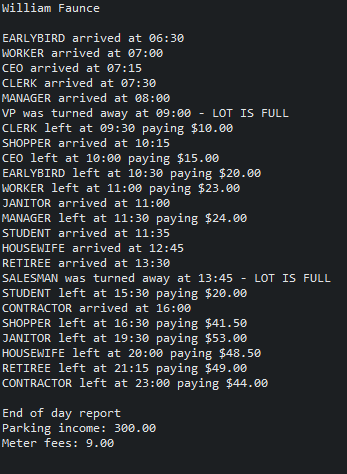 William Faunce
EARLYBIRD arrived at 06:30
WORKER arrived at 07:00
CEO arrived at 07:15
CLERK arrived at 07:30
MANAGER arrived at 08:00
VP was turned away at 09:00 - LOT IS FULL
CLERK left at 09:30 paying $10.00
SHOPPER arrived at 10:15
CEO left at 10:00 paying $15.00
EARLYBIRD left at 10:30 paying $20.00
WORKER left at 11:00 paying $23.00
JANITOR arrived at 11:00
MANAGER left at 11:30 paying $24.00
STUDENT arrived at 11:35
HOUSEWIFE arrived at 12:45
RETIREE arrived at 13:30
SALESMAN was turned away at 13:45 - LOT IS FULL
STUDENT left at 15:30 paying $20.00
CONTRACTOR arrived at 16:00
SHOPPER left at 16:30 paying $41.50
JANITOR left at 19:30 paying $53.00
HOUSEWIFE left at 20:00 paying $48.50
RETIREE left at 21:15 paying $49.00
CONTRACTOR left at 23:00 paying $44.00
End of day report
Parking income: 300.00
Meter fees: 9.00